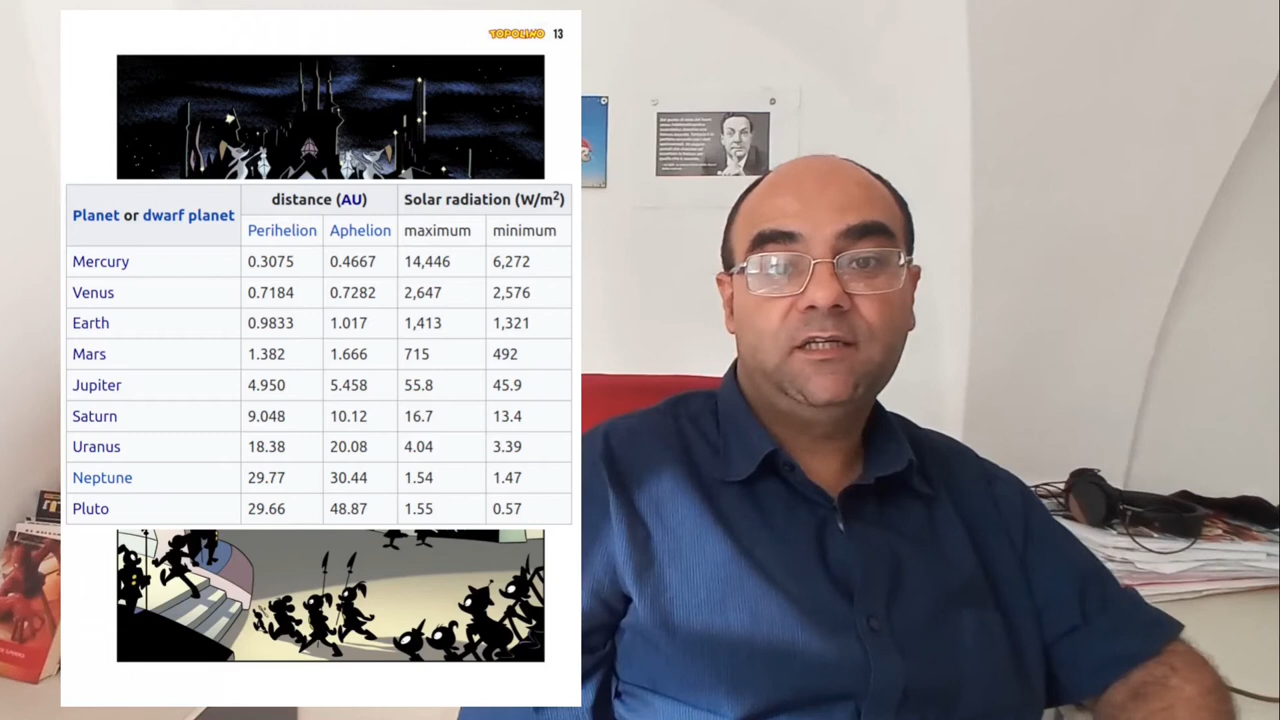 TOPOLINO 13
Planet or dwarf planet distance (AU) Solar radiation (W/m²)
Perihelion Aphelion maximum minimum
Mercury 0.3075 0.4667 14,446 6,272
Venus 0.7184 0.7282 2,647 2,576
Earth 0.9833 1.017 1,413 1,321
Mars 1.382 1.666 715 492
Jupiter 4.950 5.458 55.8 45.9
Saturn 9.048 10.12 16.7 13.4
Uranus 18.38 20.08 4.04 3.39
Neptune 29.77 30.44 1.54 1.47
Pluto 29.66 48.87 1.55 0.57